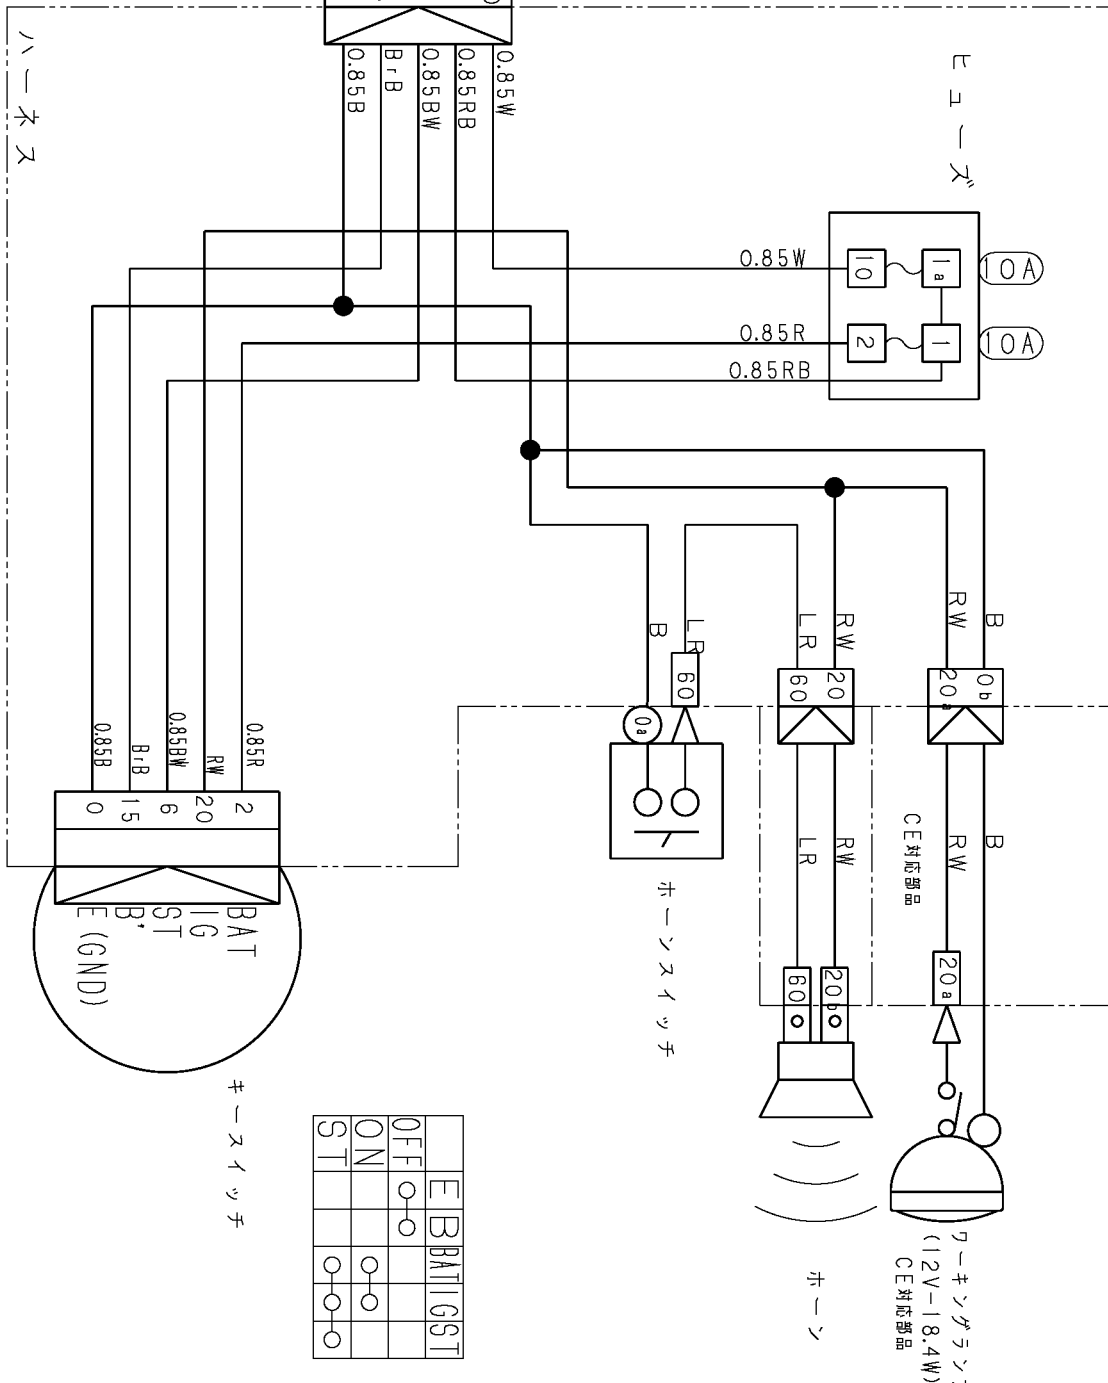 ハーネス
0.85B
BrB
0.85BW
0.85RB
0.85W
ヒューズ
0.85W
10
1a
10A
0.85R
2
1
10A
0.85RB
B
LR
LR
RW
RW
B
60
0a
60
20
20a
0b
0.85B
BrB
0.85BW
RW
0.85R
0
15
6
20
2
E(GND)
B'
ST
IG
BAT
キースイッチ
ホーンスイッチ
LR
RW
CE対応部品
RW
B
60
20b
20a
ホーン
ワーキングランプ
(12V-18.4W)
CE対応部品
E B BAT IG ST
OFF
ON
ST